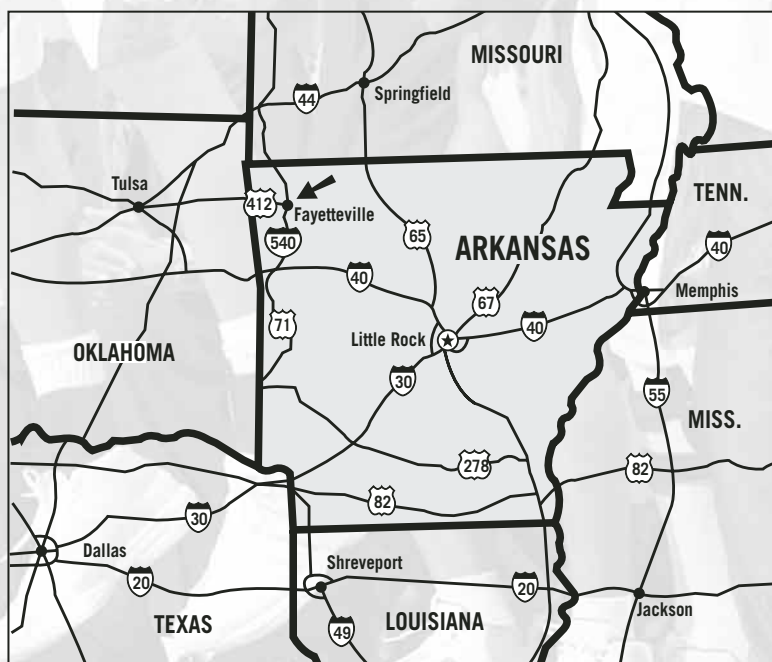 MISSOURI
44
Springfield
Tulsa
412
Fayetteville
TENN.
540
65
ARKANSAS
40
40
67
Memphis
71
Little Rock
40
OKLAHOMA
30
55
MISS.
278
82
82
30
Dallas
Shreveport
20
20
Jackson
TEXAS
LOUISIANA
49